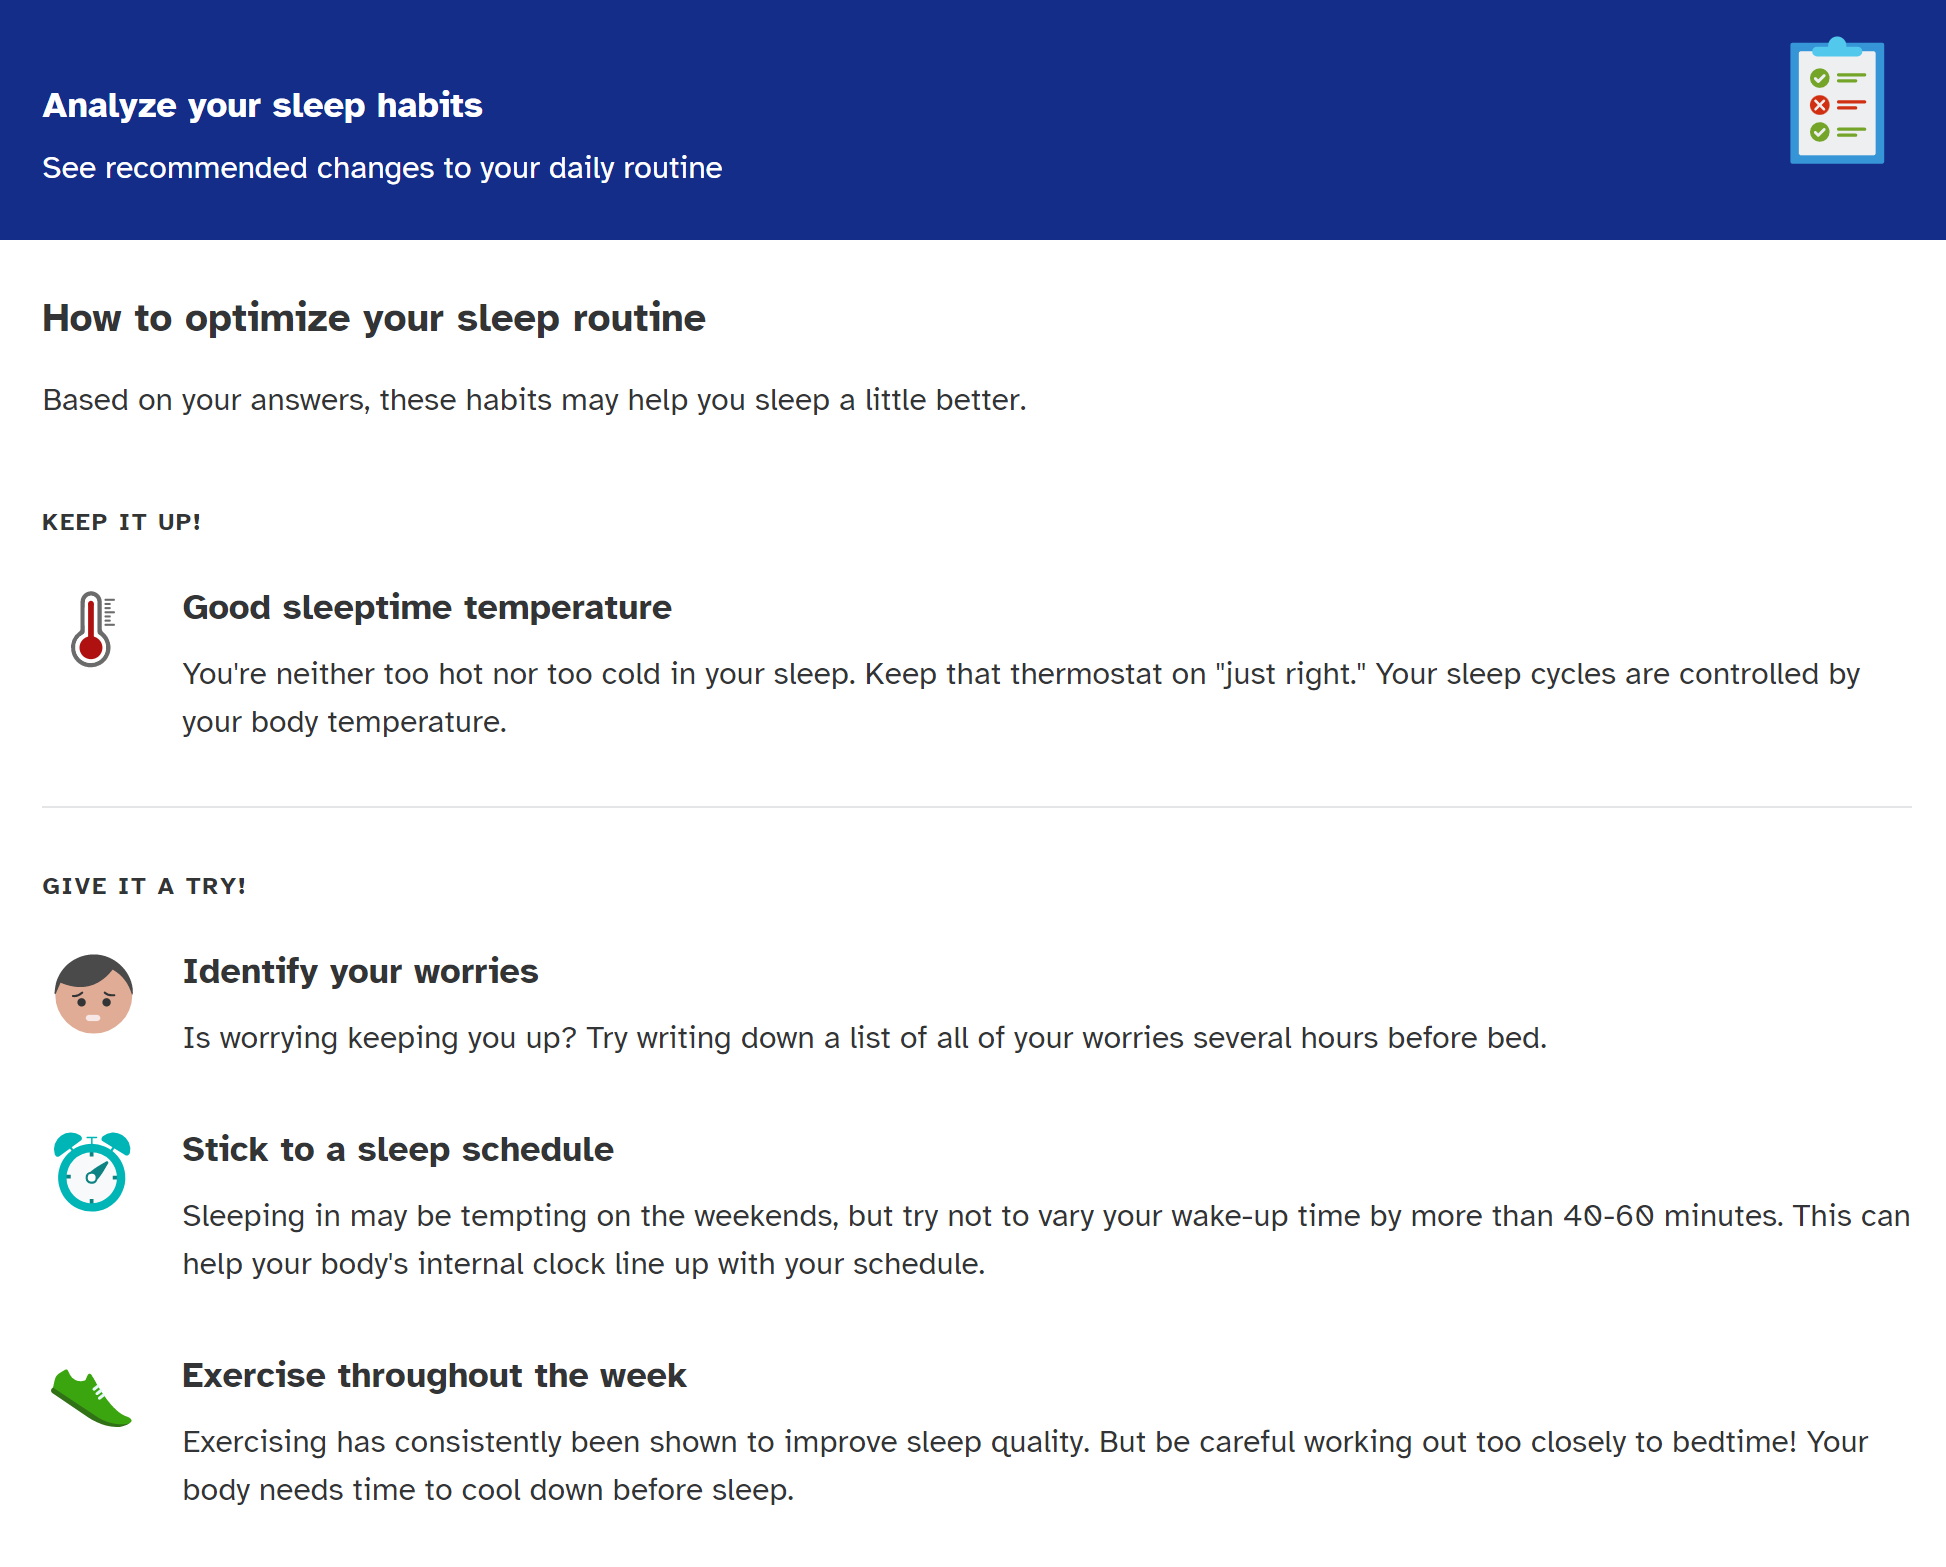 Analyze your sleep habits
See recommended changes to your daily routine
How to optimize your sleep routine
Based on your answers, these habits may help you sleep a little better.
KEEP IT UP!
Good sleeptime temperature
You're neither too hot nor too cold in your sleep. Keep that thermostat on "just right." Your sleep cycles are controlled by
your body temperature.
GIVE IT A TRY!
Identify your worries
Is worrying keeping you up? Try writing down a list of all of your worries several hours before bed.
Stick to a sleep schedule
Sleeping in may be tempting on the weekends, but try not to vary your wake-up time by more than 40-60 minutes. This can
help your body's internal clock line up with your schedule.
Exercise throughout the week
Exercising has consistently been shown to improve sleep quality. But be careful working out too closely to bedtime! Your
body needs time to cool down before sleep.